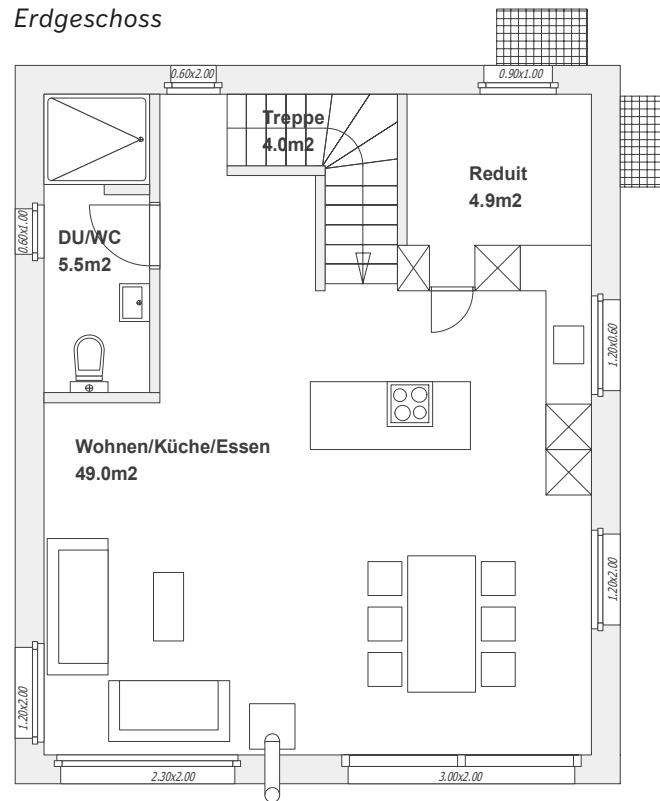 Erdgeschoss
0.60x2.00
0.90x1.00
Treppe
4.0m2
Reduit
4.9m2
0.60x1.00
DU/WC
5.5m2
1.20x0.60
Wohnen/Küche/Essen
49.0m2
1.20x2.00
1.20x2.00
2.30x2.00
3.00x2.00